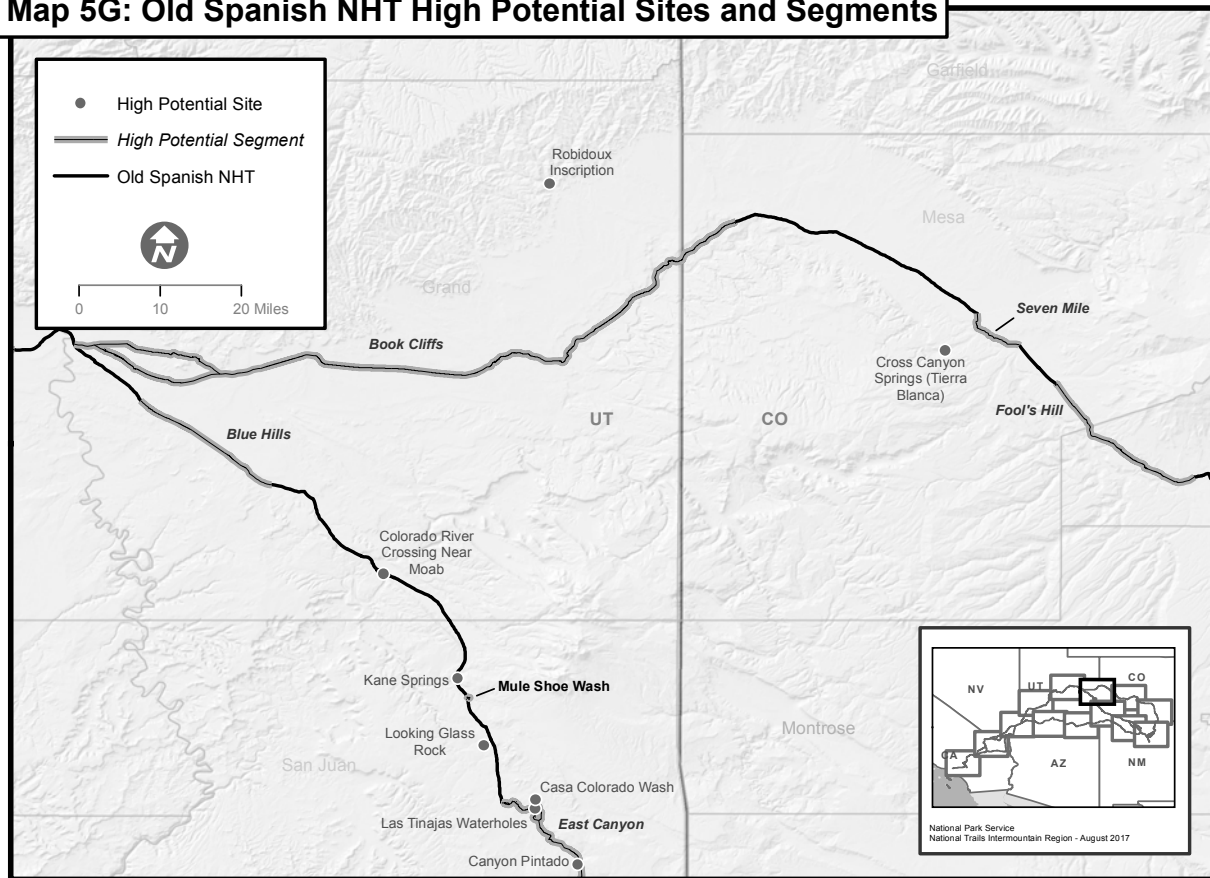 Map 5G: Old Spanish NHT High Potential Sites and Segments
High Potential Site
High Potential Segment
Old Spanish NHT
N
0 10 20 Miles
Garfield
Robidoux
Inscription
Mesa
Grand
Seven Mile
Book Cliffs
Cross Canyon
Springs (Tierra
Blanca)
Fool's Hill
UT
CO
Blue Hills
Colorado River
Crossing Near
Moab
Kane Springs
Mule Shoe Wash
Looking Glass
Rock
Montrose
San Juan
Casa Colorado Wash
Las Tinajas Waterholes
East Canyon
Canyon Pintado
NV
UT
CO
CA
AZ
NM
National Park Service
National Trails Intermountain Region - August 2017